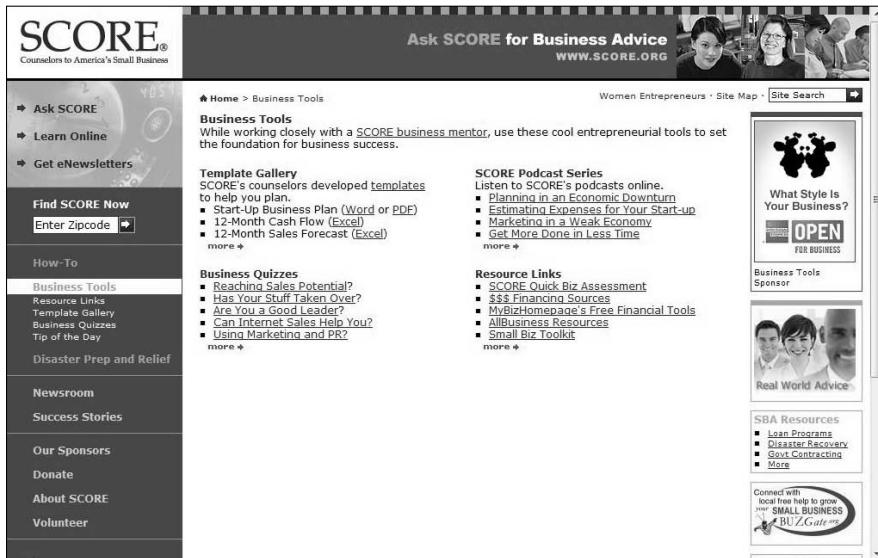 SCORE®
Counselors to America's Small Business
Ask SCORE for Business Advice
WWW.SCORE.ORG
Ask SCORE
Learn Online
Get eNewsletters
Find SCORE Now
Enter Zipcode
How-To
Business Tools
Resource Links
Template Gallery
Business Quizzes
Tip of the Day
Disaster Prep and Relief
Newsroom
Success Stories
Our Sponsors
Donate
About SCORE
Volunteer
Home > Business Tools
Women Entrepreneurs · Site Map · Site Search
Business Tools
While working closely with a SCORE business mentor, use these cool entrepreneurial tools to set
the foundation for business success.
Template Gallery
SCORE's counselors developed templates
to help you plan.
Start-Up Business Plan (Word or PDF)
12-Month Cash Flow (Excel)
12-Month Sales Forecast (Excel)
more
Business Quizzes
Reaching Sales Potential?
Has Your Stuff Taken Over?
Are You a Good Leader?
Can Internet Sales Help You?
Using Marketing and PR?
more
SCORE Podcast Series
Listen to SCORE's podcasts online.
Planning in an Economic Downturn
Estimating Expenses for Your Start-up
Marketing in a Weak Economy
Get More Done in Less Time
more
Resource Links
SCORE Quick Biz Assessment
$$$ Financing Sources
MyBizHomepage's Free Financial Tools
AllBusiness Resources
Small Biz Toolkit
more
What Style Is
Your Business?
OPEN
FOR BUSINESS
Business Tools
Sponsor
Real World Advice
SBA Resources
Loan Programs
Disaster Recovery
Govt Contracting
More
Connect with
local free help to grow
your SMALL BUSINESS
BUZGate.org